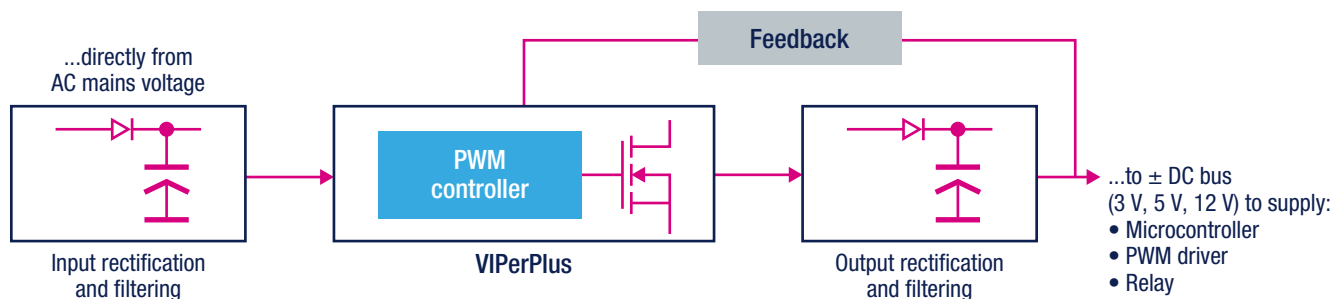 Feedback
...directly from
AC mains voltage
PWM
controller
Input rectification
and filtering
VIPerPlus
Output rectification
and filtering
...to ± DC bus
(3 V, 5 V, 12 V) to supply:
• Microcontroller
• PWM driver
• Relay